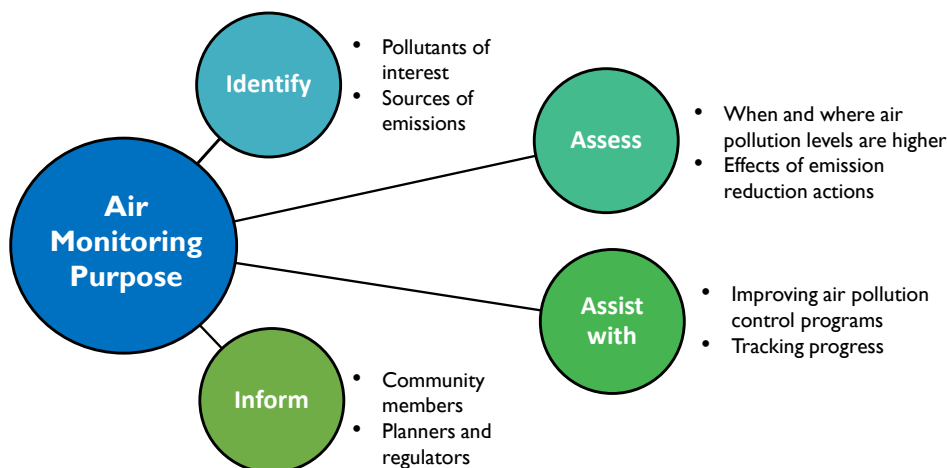 Air
Monitoring
Purpose
Identify
• Pollutants of
interest
• Sources of
emissions
Assess
• When and where air
pollution levels are higher
• Effects of emission
reduction actions
Assist
with
• Improving air pollution
control programs
• Tracking progress
Inform
• Community
members
• Planners and
regulators